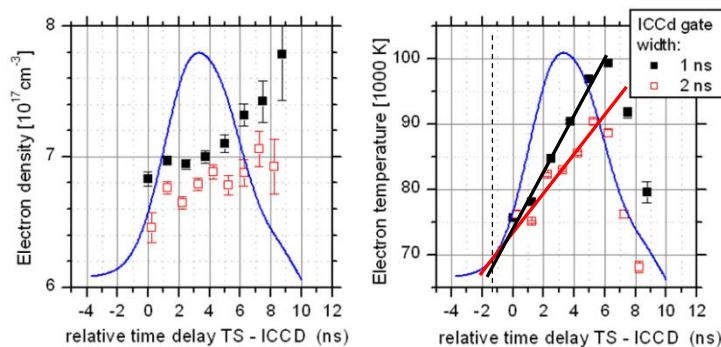 8
7
6
Electron density [10¹⁷cm⁻³]
-4 -2 0 2 4 6 8 10 12
relative time delay TS - ICCD (ns)
100
90
80
70
Electron temperature [1000 K]
-4 -2 0 2 4 6 8 10 12
relative time delay TS - ICCD (ns)
ICCd gate
width:
1 ns
2 ns